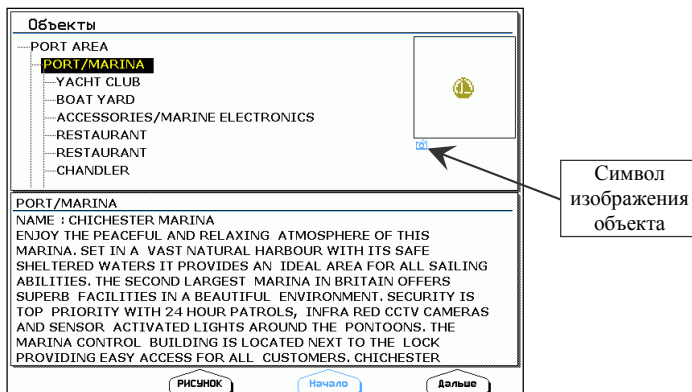 Объекты
PORT AREA
PORT/MARINA
YACHT CLUB
BOAT YARD
ACCESSORIES/MARINE ELECTRONICS
RESTAURANT
RESTAURANT
CHANDLER
Символ
изображения
объекта
PORT/MARINA
NAME : CHICHESTER MARINA
ENJOY THE PEACEFUL AND RELAXING ATMOSPHERE OF THIS
MARINA. SET IN A VAST NATURAL HARBOUR WITH ITS SAFE
SHELTERED WATERS IT PROVIDES AN IDEAL AREA FOR ALL SAILING
ABILITIES. THE SECOND LARGEST MARINA IN BRITAIN OFFERS
SUPERB FACILITIES IN A BEAUTIFUL ENVIRONMENT. SECURITY IS
TOP PRIORITY WITH 24 HOUR PATROLS, INFRA RED CCTV CAMERAS
AND SENSOR ACTIVATED LIGHTS AROUND THE PONTOONS. THE
MARINA CONTROL BUILDING IS LOCATED NEXT TO THE LOCK
PROVIDING EASY ACCESS FOR ALL CUSTOMERS. CHICHESTER
РИСУНОК
Начало
Дальше